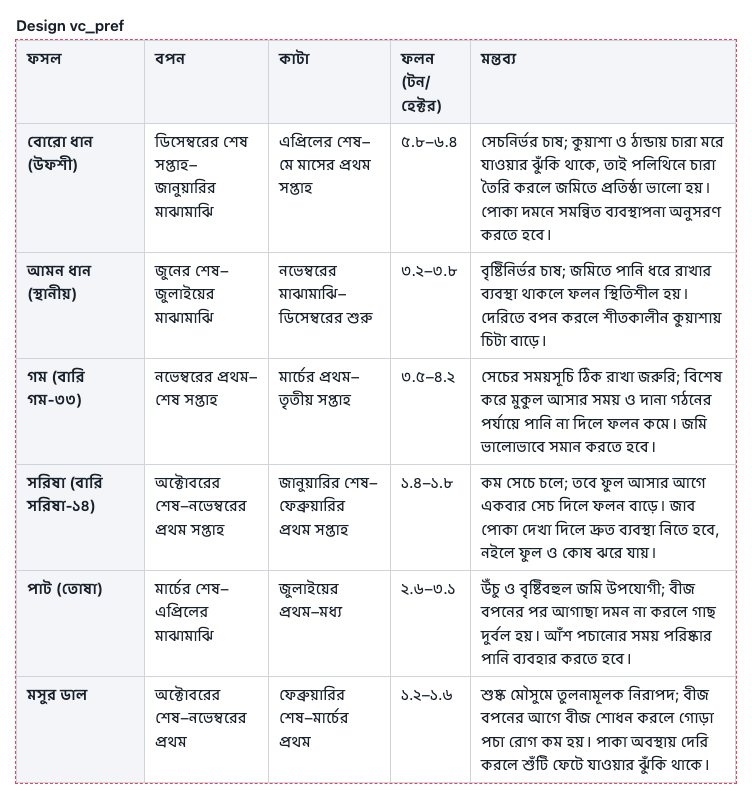 Design vc_pref
ফসল
বপন
কাটা
ফলন
(টন/
হেক্টর)
মন্তব্য
বোরো ধান
(উফশী)
ডিসেম্বরের শেষ
সপ্তাহ–
জানুয়ারির
মাঝামাঝি
এপ্রিলের শেষ–
মে মাসের প্রথম
সপ্তাহ
৫.৮–৬.৪
সেচনির্ভর চাষ; কুয়াশা ও ঠান্ডায় চারা মরে
যাওয়ার ঝুঁকি থাকে, তাই পলিথিনে চারা
তৈরি করলে জমিতে প্রতিষ্ঠা ভালো হয়।
পোকা দমনে সমন্বিত ব্যবস্থাপনা অনুসরণ
করতে হবে।
আমন ধান
(স্থানীয়)
জুনের শেষ–
জুলাইয়ের
মাঝামাঝি
নভেম্বরের
মাঝামাঝি–
ডিসেম্বরের শুরু
৩.২–৩.৮
বৃষ্টিনির্ভর চাষ; জমিতে পানি ধরে রাখার
ব্যবস্থা থাকলে ফলন স্থিতিশীল হয়।
দেরিতে বপন করলে শীতকালীন কুয়াশায়
চিটা বাড়ে।
গম (বারি
গম-৩৩)
নভেম্বরের প্রথম–
শেষ সপ্তাহ
মার্চের প্রথম–
তৃতীয় সপ্তাহ
৩.৫–৪.২
সেচের সময়সূচি ঠিক রাখা জরুরি; বিশেষ
করে মুকুল আসার সময় ও দানা গঠনের
পর্যায়ে পানি না দিলে ফলন কমে। জমি
ভালোভাবে সমান করতে হবে।
সরিষা (বারি
সরিষা-১৪)
অক্টোবরের
শেষ–নভেম্বরের
প্রথম সপ্তাহ
জানুয়ারির শেষ–
ফেব্রুয়ারির
প্রথম সপ্তাহ
১.৪–১.৮
কম সেচে চলে; তবে ফুল আসার আগে
একবার সেচ দিলে ফলন বাড়ে। জাব
পোকা দেখা দিলে দ্রুত ব্যবস্থা নিতে হবে,
নইলে ফুল ও কোষ ঝরে যায়।
পাট (তোষা)
মার্চের শেষ–
এপ্রিলের
মাঝামাঝি
জুলাইয়ের
প্রথম–মধ্য
২.৬–৩.১
উঁচু ও বৃষ্টিবহুল জমি উপযোগী; বীজ
বপনের পর আগাছা দমন না করলে গাছ
দুর্বল হয়। আঁশ পচানোর সময় পরিষ্কার
পানি ব্যবহার করতে হবে।
মসুর ডাল
অক্টোবরের
শেষ–নভেম্বরের
প্রথম
ফেব্রুয়ারির
শেষ–মার্চের
প্রথম
১.২–১.৬
শুষ্ক মৌসুমে তুলনামূলক নিরাপদ; বীজ
বপনের আগে বীজ শোধন করলে গোড়া
পচা রোগ কম হয়। পাকা অবস্থায় দেরি
করলে শুঁটি ফেটে যাওয়ার ঝুঁকি থাকে।